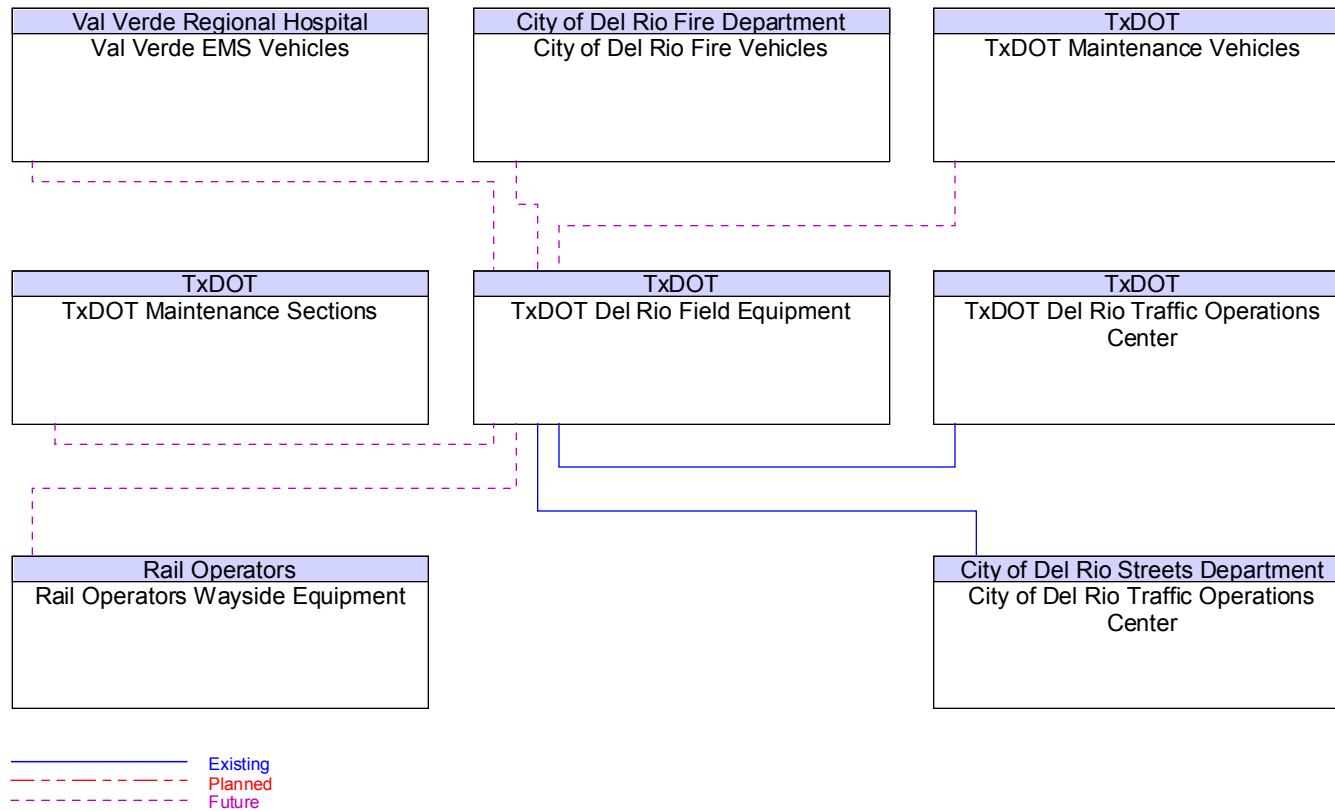 Val Verde Regional Hospital
Val Verde EMS Vehicles
City of Del Rio Fire Department
City of Del Rio Fire Vehicles
TxDOT
TxDOT Maintenance Vehicles
TxDOT
TxDOT Maintenance Sections
TxDOT
TxDOT Del Rio Field Equipment
TxDOT
TxDOT Del Rio Traffic Operations
Center
Rail Operators
Rail Operators Wayside Equipment
City of Del Rio Streets Department
City of Del Rio Traffic Operations
Center
Existing
Planned
Future